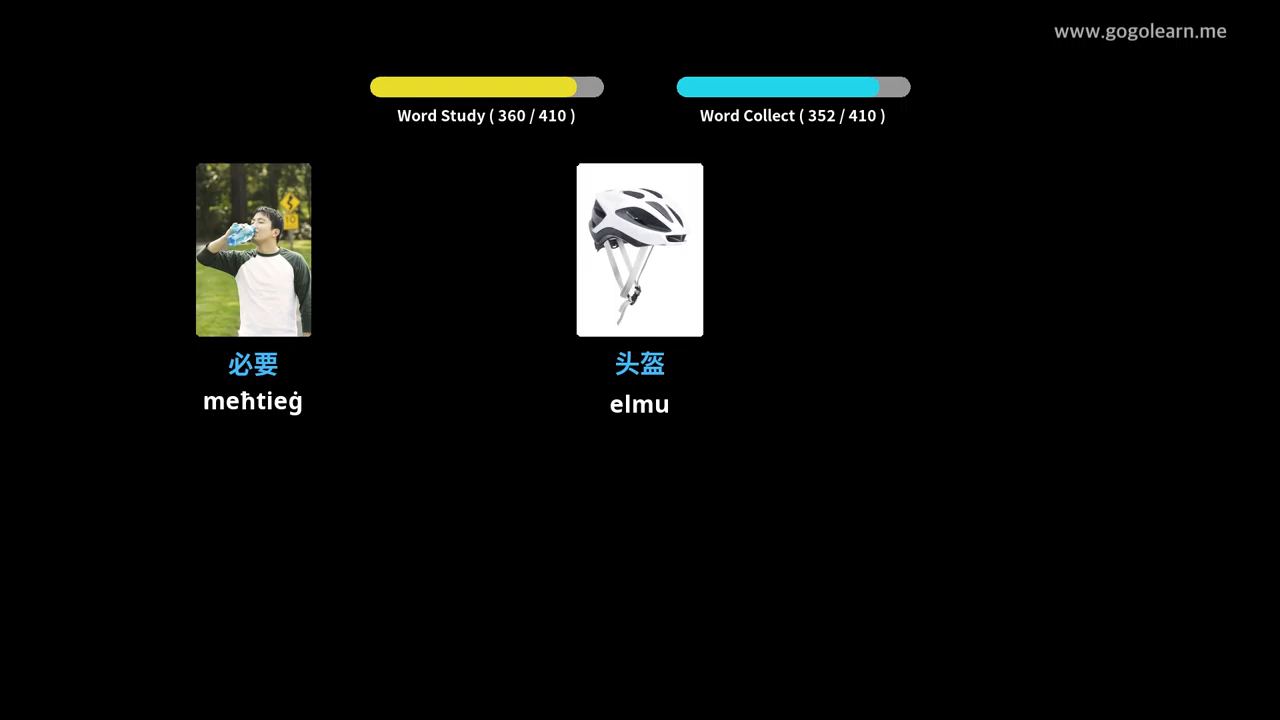 www.gogolearn.me
Word Study ( 360 / 410 )
Word Collect ( 352 / 410 )
必要
meħtieġ
头盔
elmu